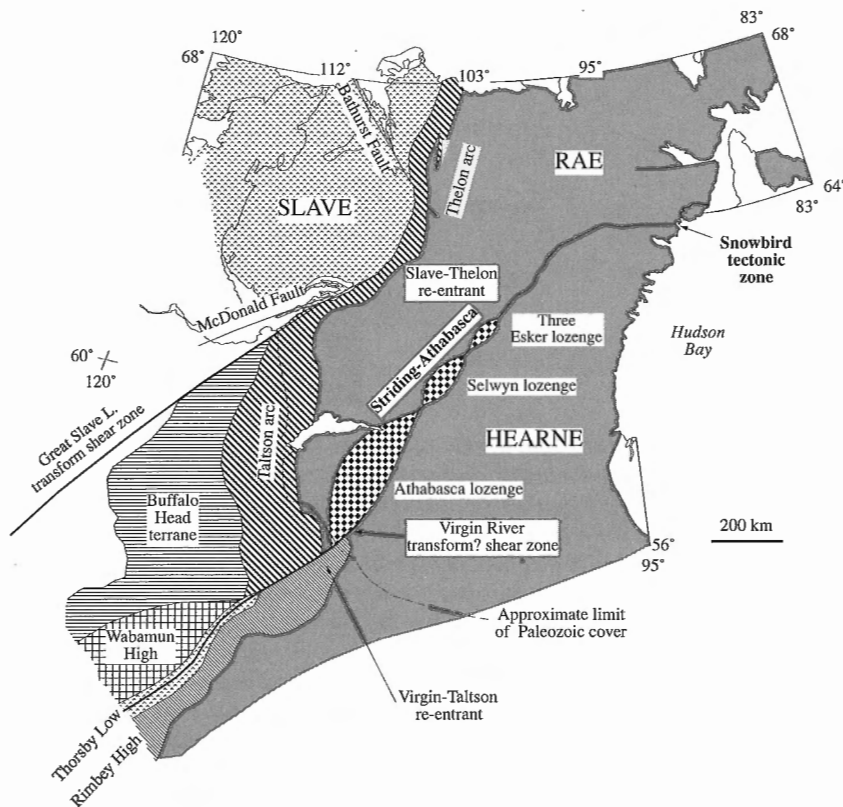 120°
68°
112°
103°
95°
83°
68°
64°
83°
Bathurst Fault
Thelon arc
RAE
SLAVE
Snowbird
tectonic
zone
Slave-Thelon
re-entrant
McDonald Fault
Three
Esker lozenge
Hudson
Bay
60°
120°
Striding-Athabasca
Selwyn lozenge
Great Slave L.
transform shear zone
Taltson arc
HEARNE
Athabasca lozenge
Buffalo
Head
terrane
Virgin River
transform? shear zone
200 km
56°
95°
Approximate limit
of Paleozoic cover
Wabamun
High
Virgin-Taltson
re-entrant
Thorsby Low
Rimbey High